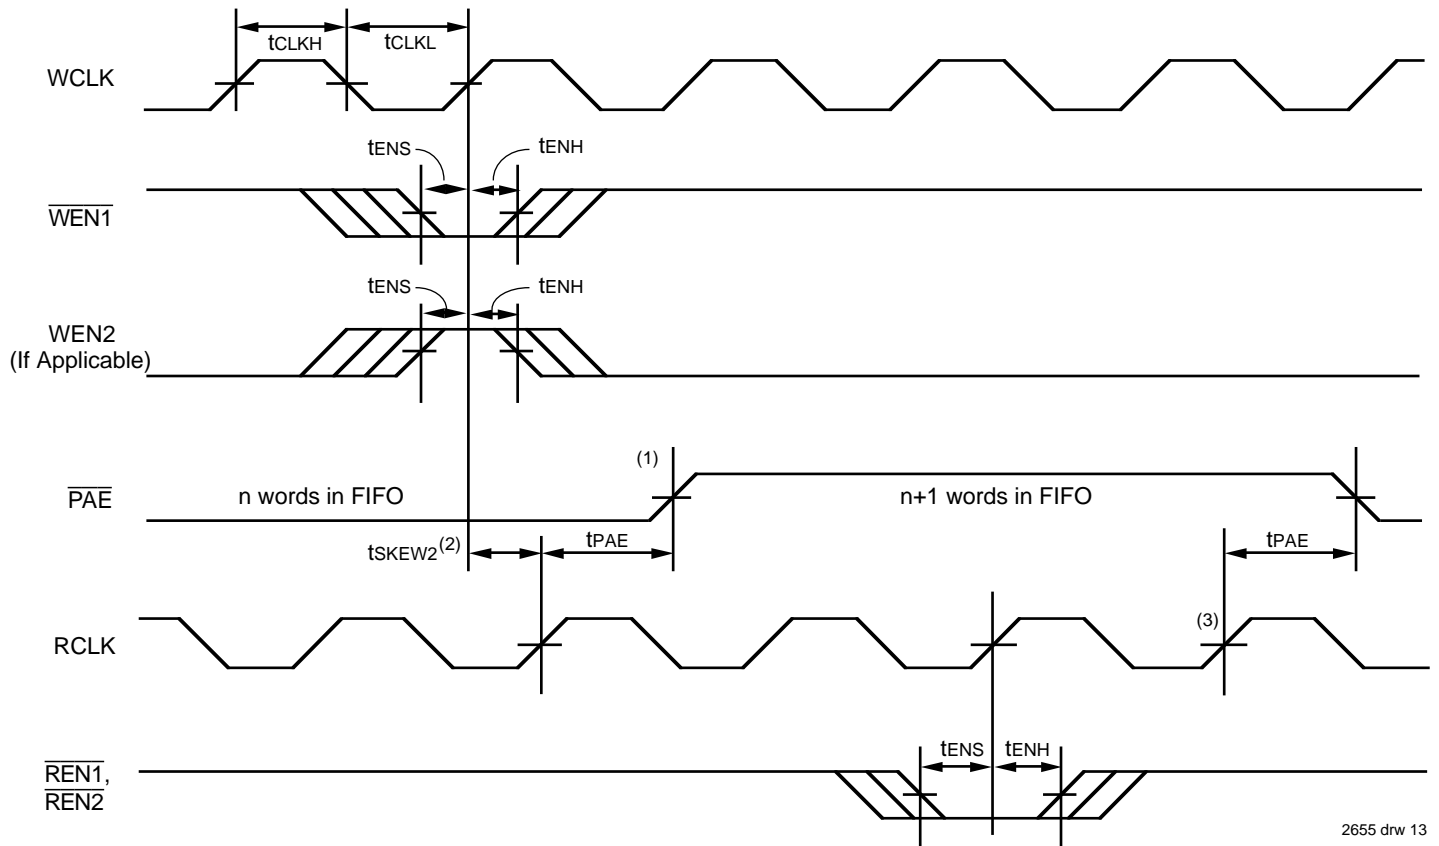 tCLKH
tCLKL
WCLK
tENS
tENH
WEN1
tENS
tENH
WEN2
(If Applicable)
(1)
PAE
n words in FIFO
n+1 words in FIFO
tSKEW2(2)
tPAE
tPAE
(3)
RCLK
tENS
tENH
REN1,
REN2
2655 drw 13